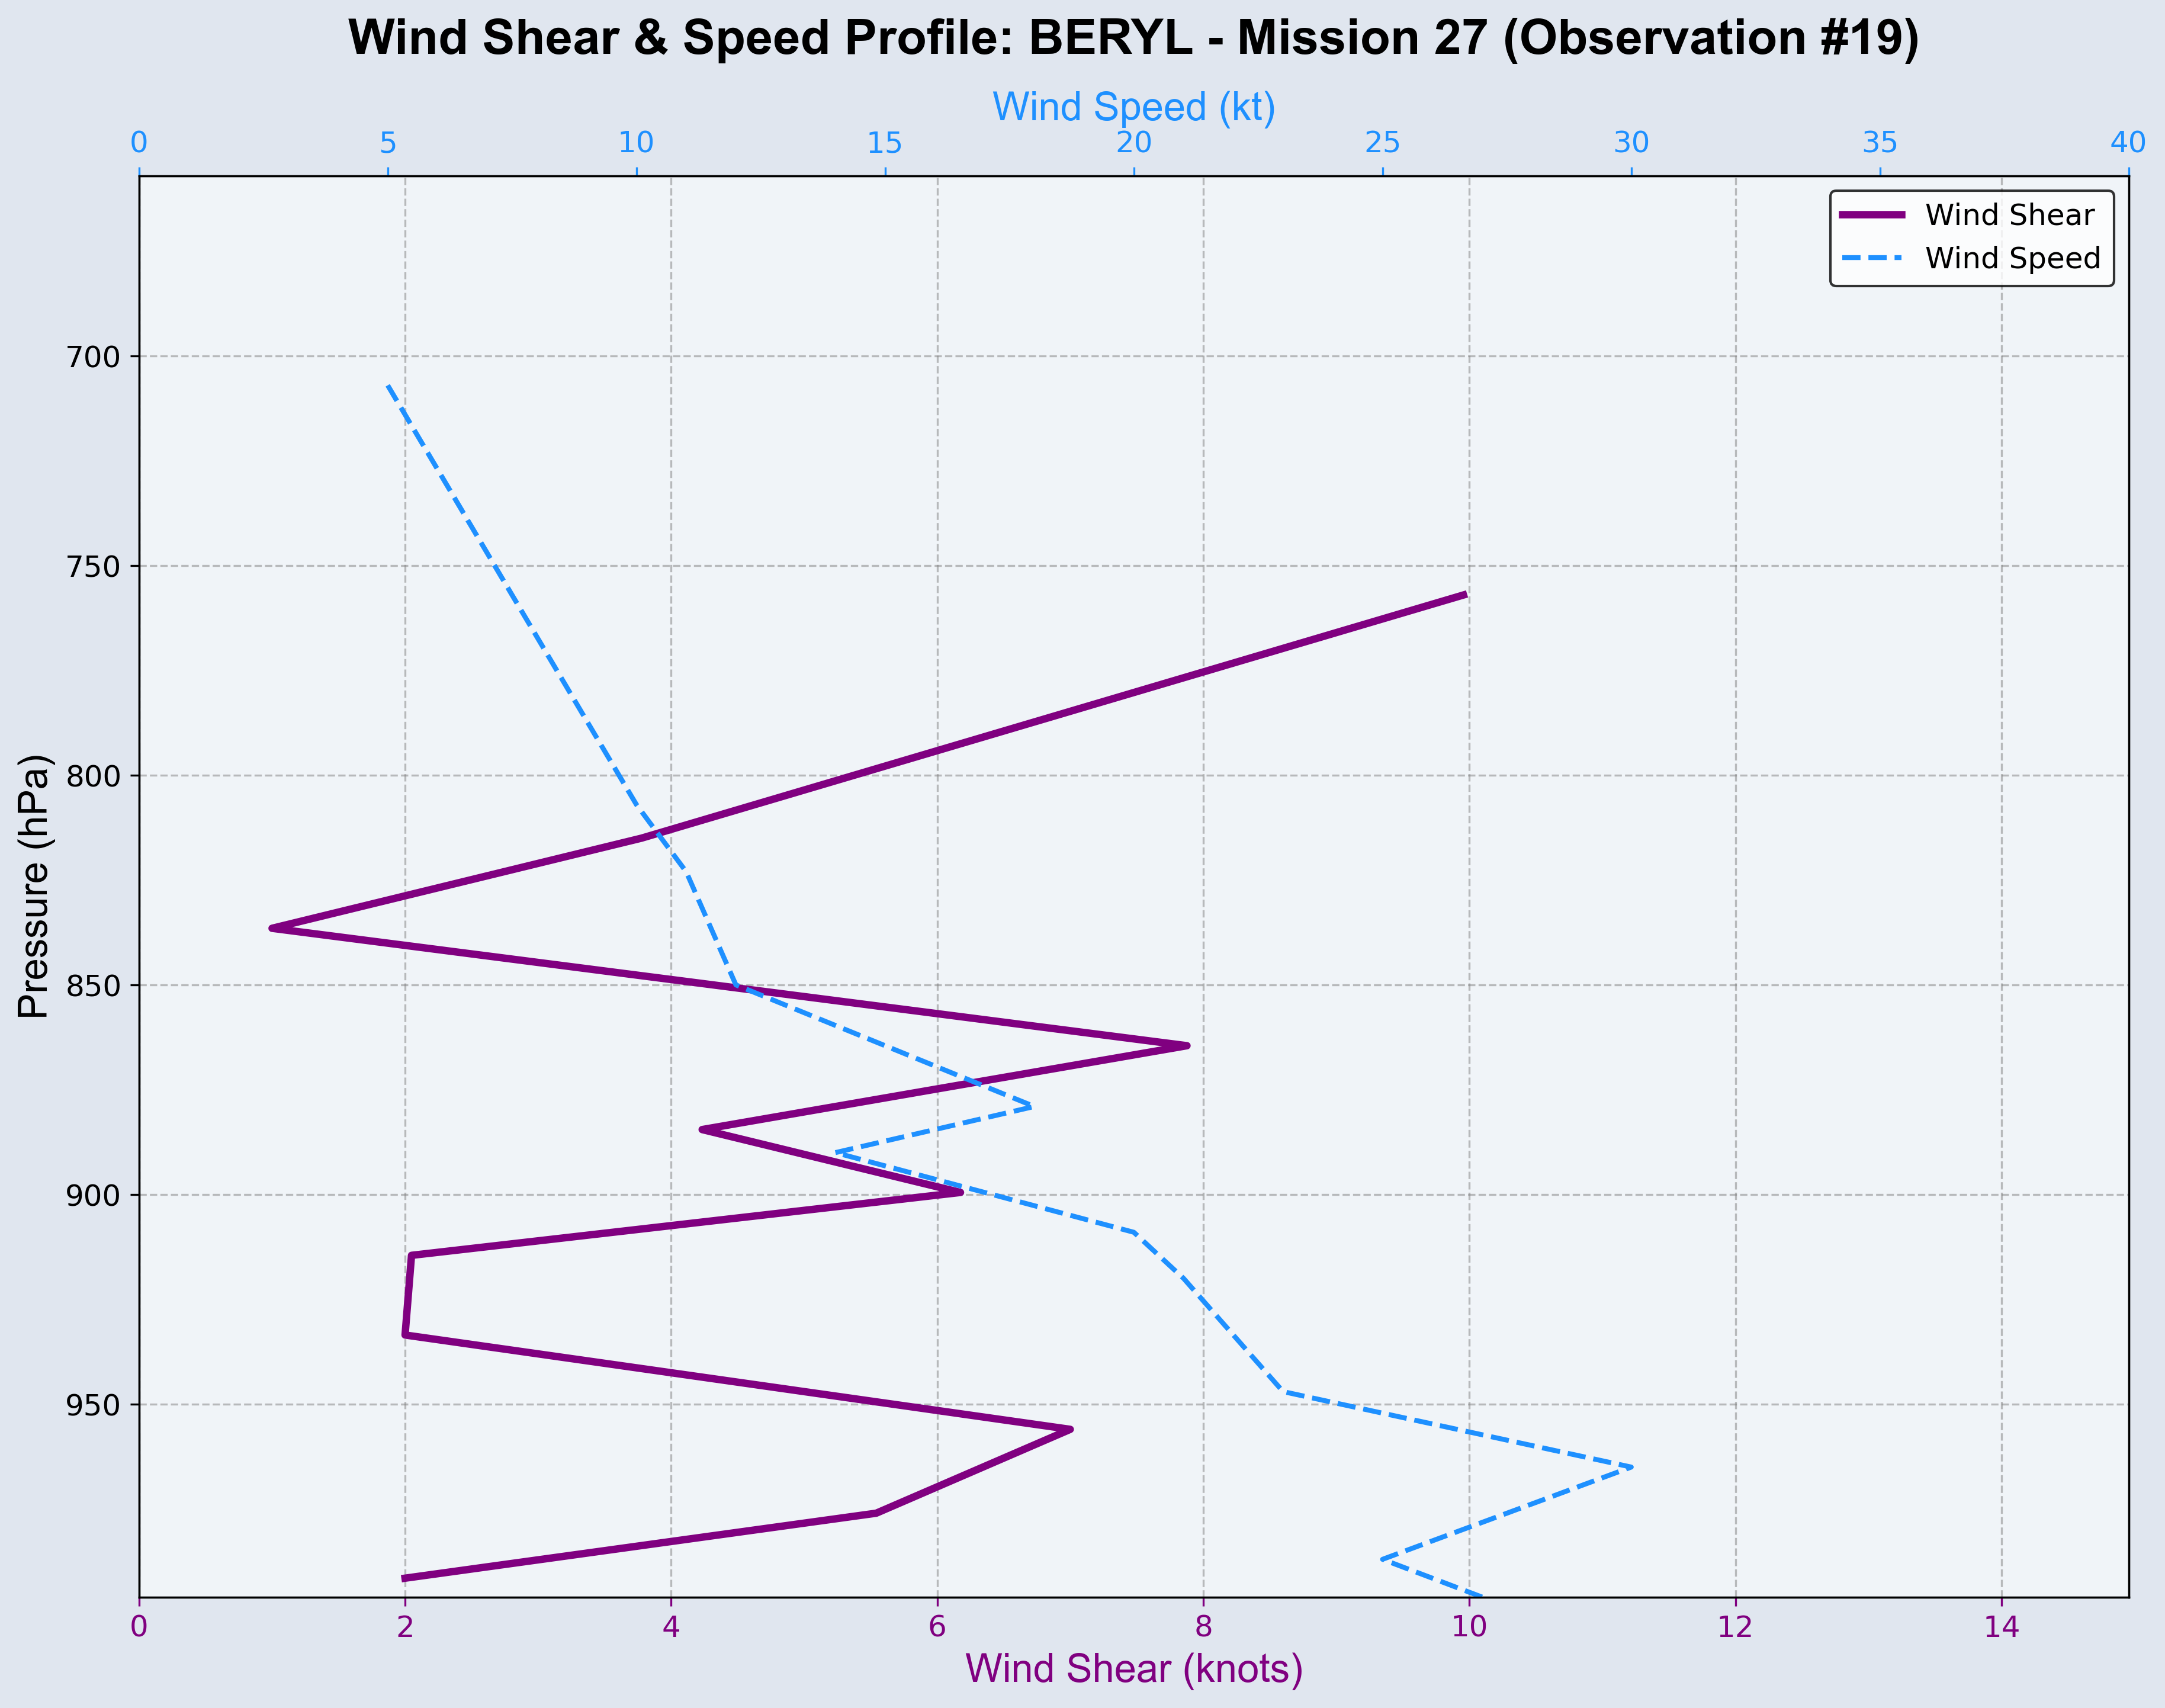 Wind Shear & Speed Profile: BERYL - Mission 27 (Observation #19)
Wind Speed (kt)
0 5 10 15 20 25 30 35 40
Wind Shear
Wind Speed
Pressure (hPa)
700
750
800
850
900
950
0 2 4 6 8 10 12 14
Wind Shear (knots)